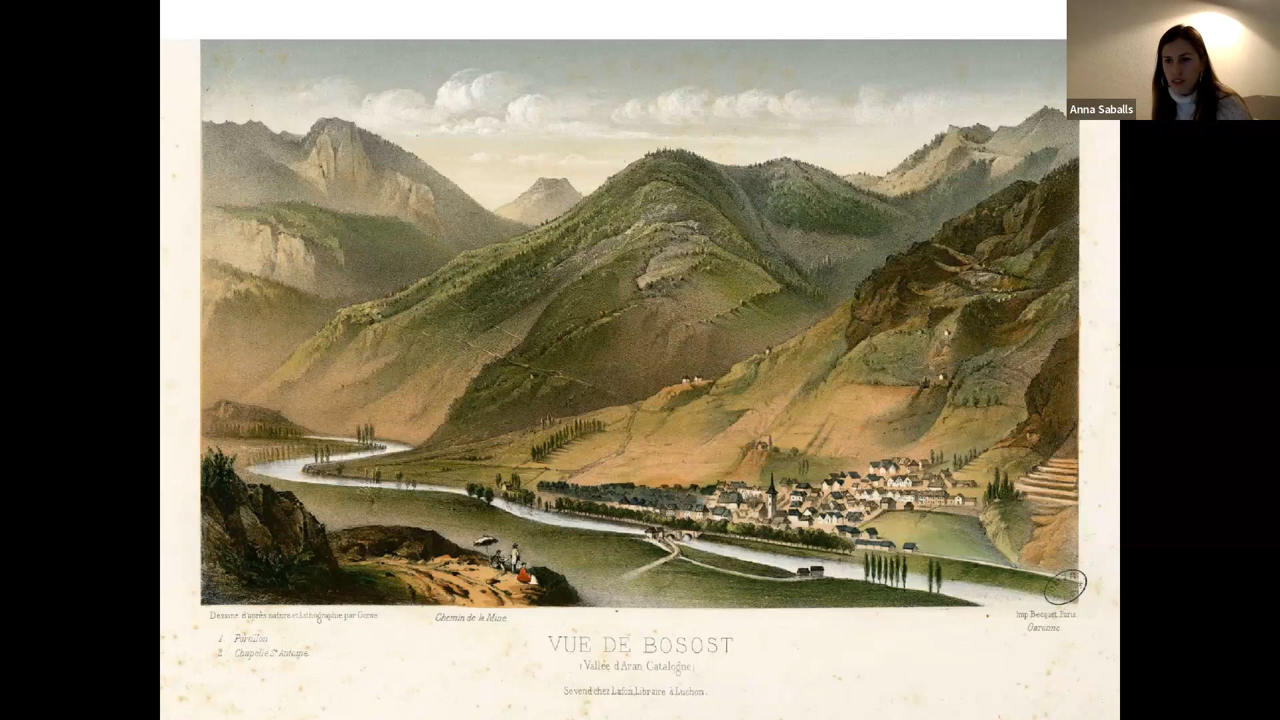 Anna Saballs
Dessiné d'après nature et Lithographié par Gorse.
Chemin de la Mine.
Imp. Becquet, Paris
Garonne
1 Portillon
2 Chapelle St Antoine
VUE DE BOSOST
(Vallée d'Aran Catalogne)
Se vend chez Lafon, Libraire à Luchon.